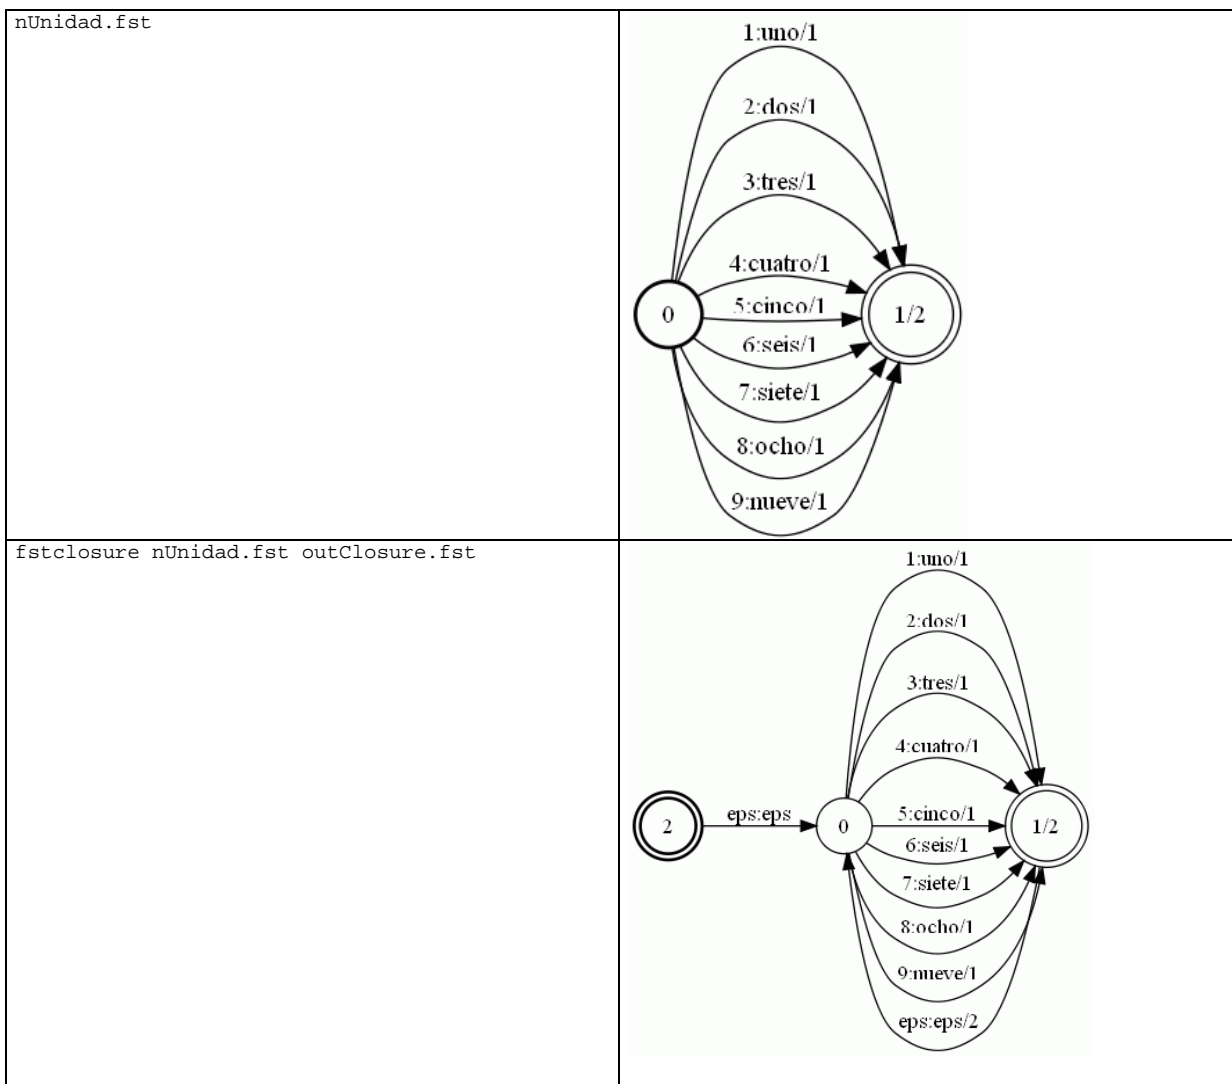 nUnidad.fst
1:uno/1
2:dos/1
3:tres/1
4:cuatro/1
5:cinco/1
6:seis/1
7:siete/1
8:ocho/1
9:nueve/1
0
1/2
fstclosure nUnidad.fst outClosure.fst
1:uno/1
2:dos/1
3:tres/1
4:cuatro/1
5:cinco/1
6:seis/1
7:siete/1
8:ocho/1
9:nueve/1
eps:eps/2
2
eps:eps
0
1/2